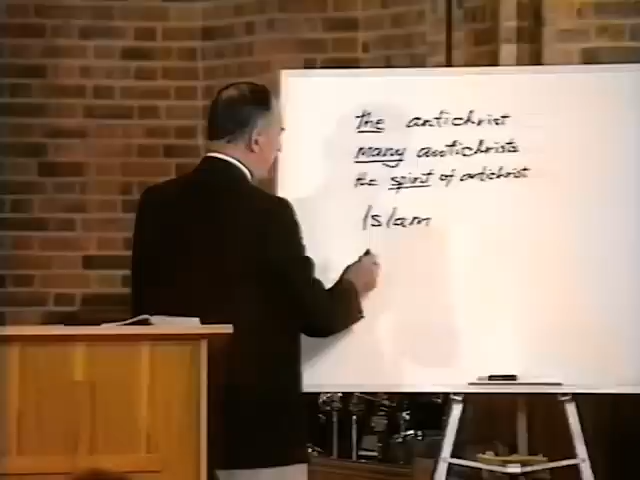 the antichrist
many antichrists
the spirit of antichrist
Islam